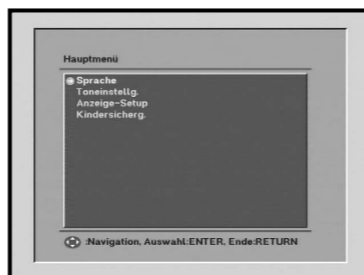 Hauptmenü
Sprache
Toneinstellg.
Anzeige-Setup
Kindersicherg.
:Navigation, Auswahl:ENTER, Ende:RETURN